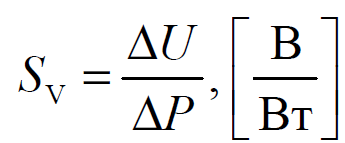 S_V = ΔU / ΔP, [В / Вт]